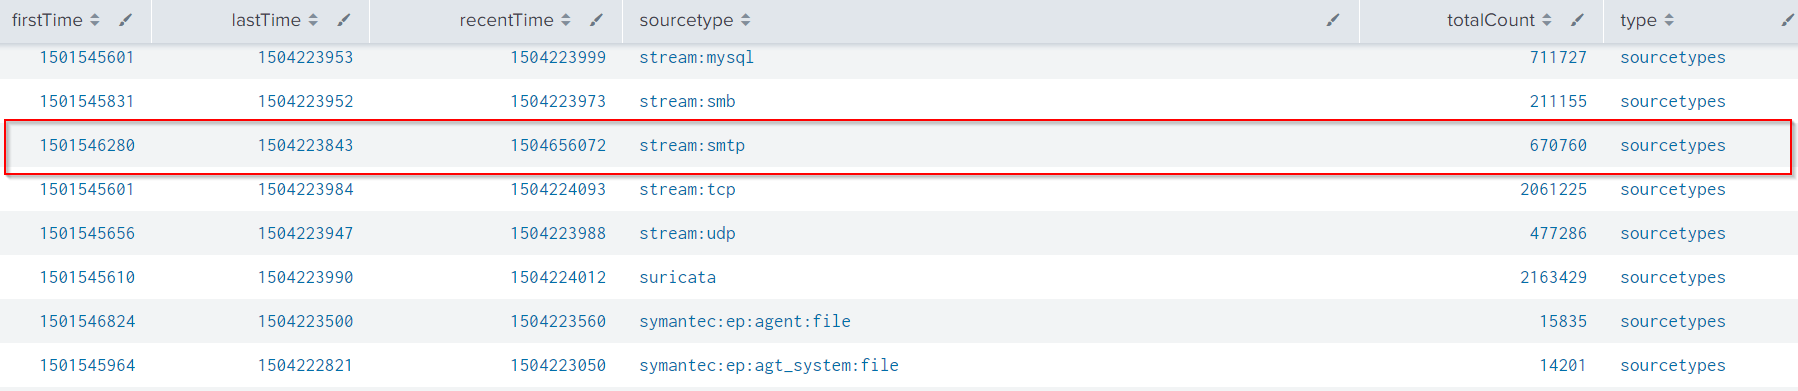 firstTime lastTime recentTime sourcetype totalCount type
1501545601 1504223953 1504223999 stream:mysql 711727 sourcetypes
1501545831 1504223952 1504223973 stream:smb 211155 sourcetypes
1501546280 1504223843 1504656072 stream:smtp 670760 sourcetypes
1501545601 1504223984 1504224093 stream:tcp 2061225 sourcetypes
1501545656 1504223947 1504223988 stream:udp 477286 sourcetypes
1501545610 1504223990 1504224012 suricata 2163429 sourcetypes
1501546824 1504223500 1504223560 symantec:ep:agent:file 15835 sourcetypes
1501545964 1504222821 1504223050 symantec:ep:agt_system:file 14201 sourcetypes